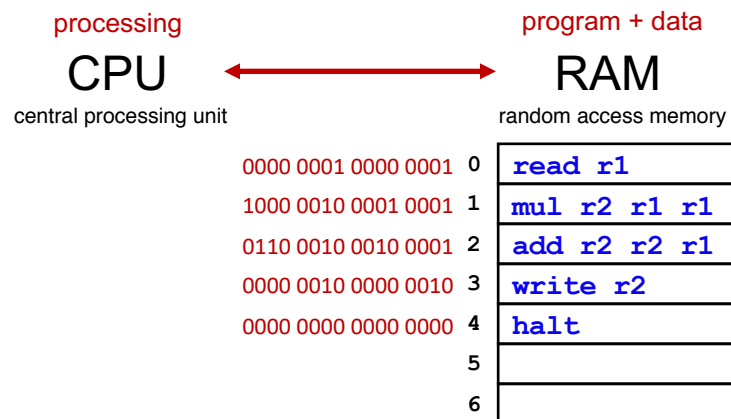 processing program + data
CPU RAM
central processing unit random access memory
0000 0001 0000 0001 0 read r1
1000 0010 0001 0001 1 mul r2 r1 r1
0110 0010 0010 0001 2 add r2 r2 r1
0000 0010 0000 0010 3 write r2
0000 0000 0000 0000 4 halt
5
6